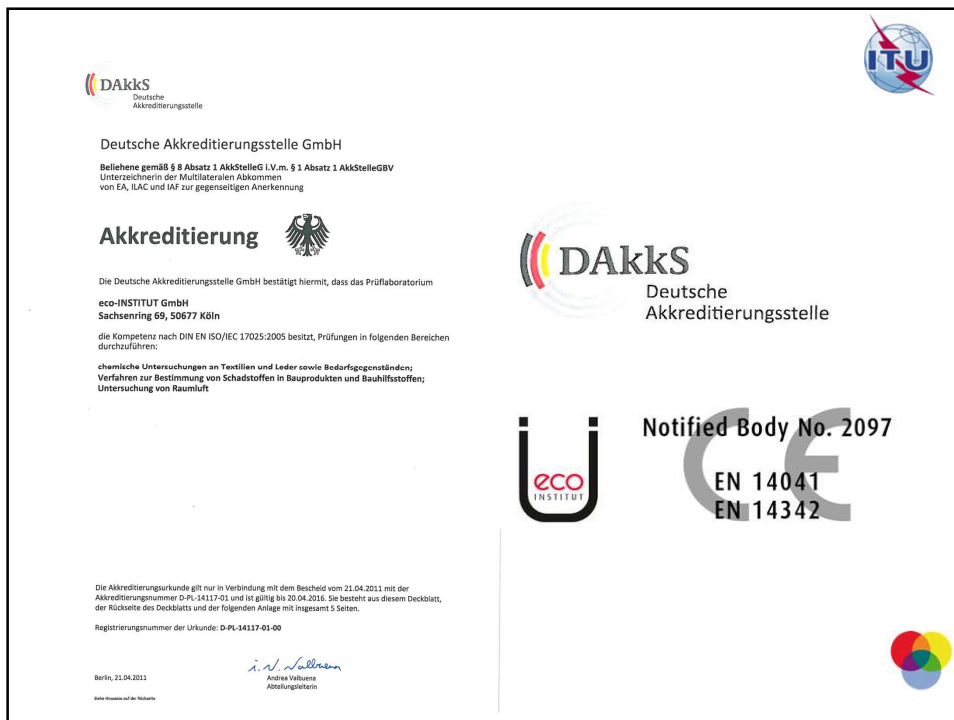 ITU
DAkkS
Deutsche
Akkreditierungsstelle
Deutsche Akkreditierungsstelle GmbH
Beliehene gemäß § 8 Absatz 1 AkkStelleG i.V.m. § 1 Absatz 1 AkkStelleGBV
Unterzeichnerin der Multilateralen Abkommen
von EA, ILAC und IAF zur gegenseitigen Anerkennung
Akkreditierung
Die Deutsche Akkreditierungsstelle GmbH bestätigt hiermit, dass das Prüflaboratorium
eco-INSTITUT GmbH
Sachsenring 69, 50677 Köln
die Kompetenz nach DIN EN ISO/IEC 17025:2005 besitzt, Prüfungen in folgenden Bereichen
durchzuführen:
chemische Untersuchungen an Textilien und Leder sowie Bedarfsgegenständen;
Verfahren zur Bestimmung von Schadstoffen in Bauprodukten und Bauhilfsstoffen;
Untersuchung von Raumluft
Die Akkreditierungsurkunde gilt nur in Verbindung mit dem Bescheid vom 21.04.2011 mit der
Akkreditierungsnummer D-PL-14117-01 und ist gültig bis 20.04.2016. Sie besteht aus diesem Deckblatt,
der Rückseite des Deckblatts und der folgenden Anlage mit insgesamt 5 Seiten.
Registrierungsnummer der Urkunde: D-PL-14117-01-00
i. V. Valbuena
Berlin, 21.04.2011
Andrea Valbuena
Abteilungsleiterin
Siehe Hinweise auf der Rückseite
DAkkS
Deutsche
Akkreditierungsstelle
eco
INSTITUT
Notified Body No. 2097
CE
EN 14041
EN 14342